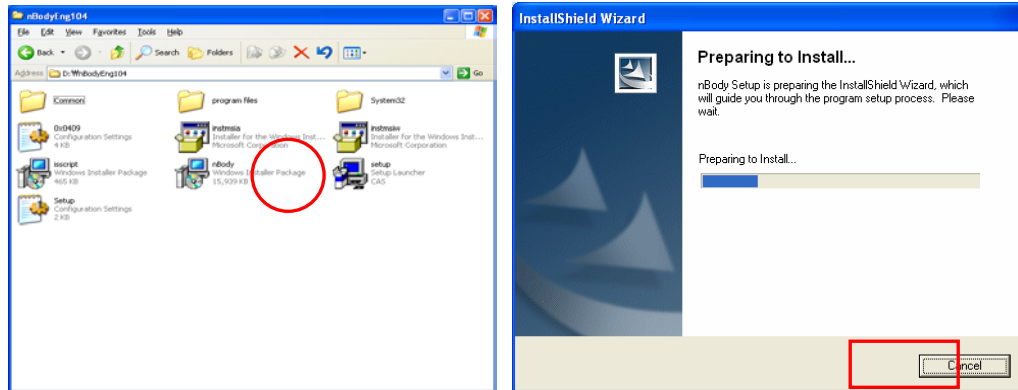 nBodyEng104
File Edit View Favorites Tools Help
Back Search Folders
Address D:\nBodyEng104 Go
Common program files System32
0x0409
Configuration Settings
4 KB
instmsia
Installer for the Windows Inst...
Microsoft Corporation
instmsiw
Installer for the Windows Inst...
Microsoft Corporation
isscript
Windows Installer Package
465 KB
nBody
Windows Installer Package
15,939 KB
setup
Setup Launcher
CAS
Setup
Configuration Settings
2 KB
InstallShield Wizard
Preparing to Install...
nBody Setup is preparing the InstallShield Wizard, which
will guide you through the program setup process. Please
wait.
Preparing to Install...
Cancel